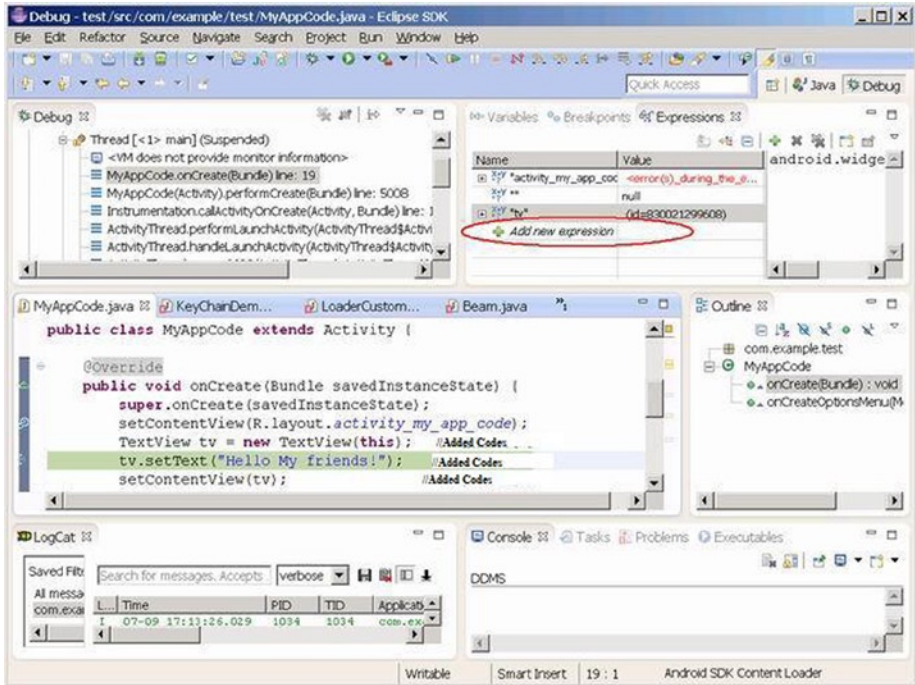 Debug - test/src/com/example/test/MyAppCode.java - Eclipse SDK
File Edit Refactor Source Navigate Search Project Run Window Help
Quick Access
Java Debug
Debug
Thread [<1> main] (Suspended)
<VM does not provide monitor information>
MyAppCode.onCreate(Bundle) line: 19
MyAppCode(Activity).performCreate(Bundle) line: 5008
Instrumentation.callActivityOnCreate(Activity, Bundle) line: 1
ActivityThread.performLaunchActivity(ActivityThread$Activi
ActivityThread.handleLaunchActivity(ActivityThread$Activity
Variables Breakpoints Expressions
Name Value
"activity_my_app_coc <error(s)_during_the_e...
"" null
"tv" (id=830021299608)
Add new expression
android.widge
MyAppCode.java KeyChainDem... LoaderCustom... Beam.java »1
public class MyAppCode extends Activity {
@Override
public void onCreate(Bundle savedInstanceState) {
super.onCreate(savedInstanceState);
setContentView(R.layout.activity_my_app_code);
TextView tv = new TextView(this); //Added Codes
tv.setText("Hello My friends!"); //Added Codes
setContentView(tv); //Added Codes
Outline
com.example.test
MyAppCode
onCreate(Bundle) : void
onCreateOptionsMenu(M
LogCat
Saved Filte
All messa
com.exar
Search for messages. Accepts verbose
L... Time PID TID Applicati
I 07-09 17:13:26.029 1034 1034 com.ex
Console Tasks Problems Executables
DDMS
Writable Smart Insert 19 : 1 Android SDK Content Loader